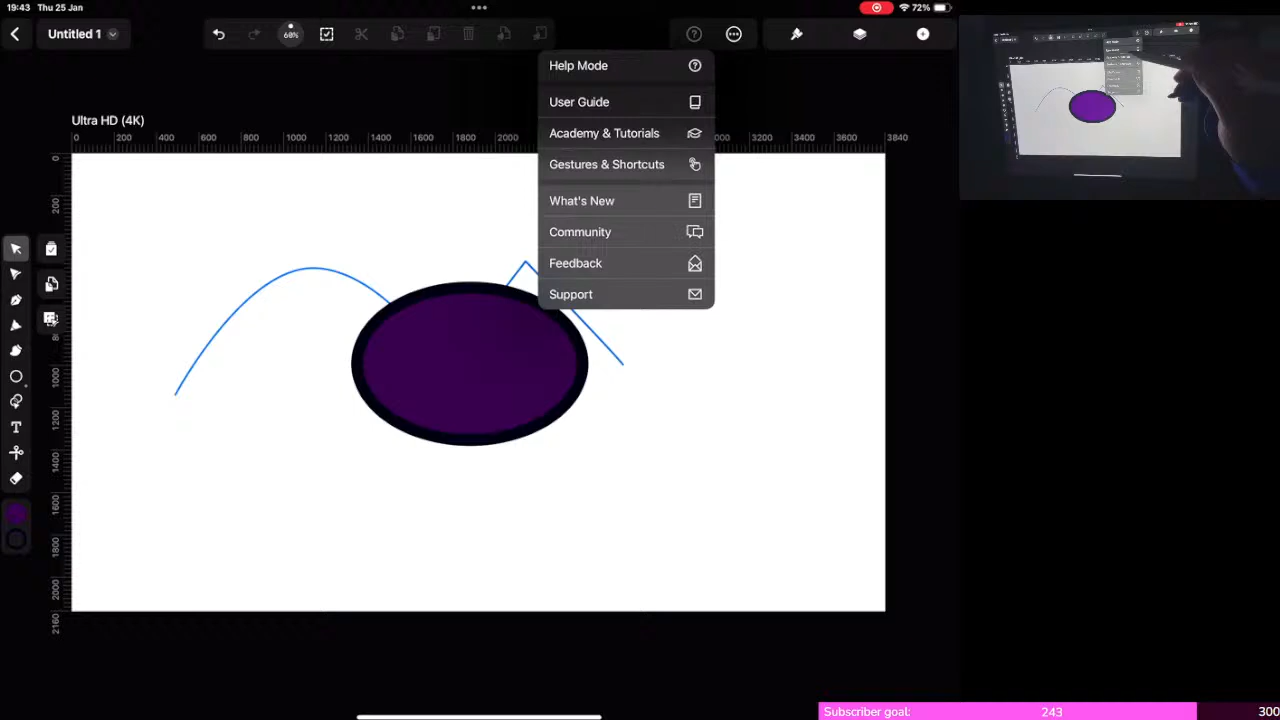 19:43 Thu 25 Jan
72%
Untitled 1
60%
Help Mode
User Guide
Academy & Tutorials
Gestures & Shortcuts
What's New
Community
Feedback
Support
Ultra HD (4K)
0 200 400 600 800 1000 1200 1400 1600 1800 2000 3200 3400 3600 3840
0
200
1000
1200
1400
1600
1800
2000
2160
T
Subscriber goal: 243 300